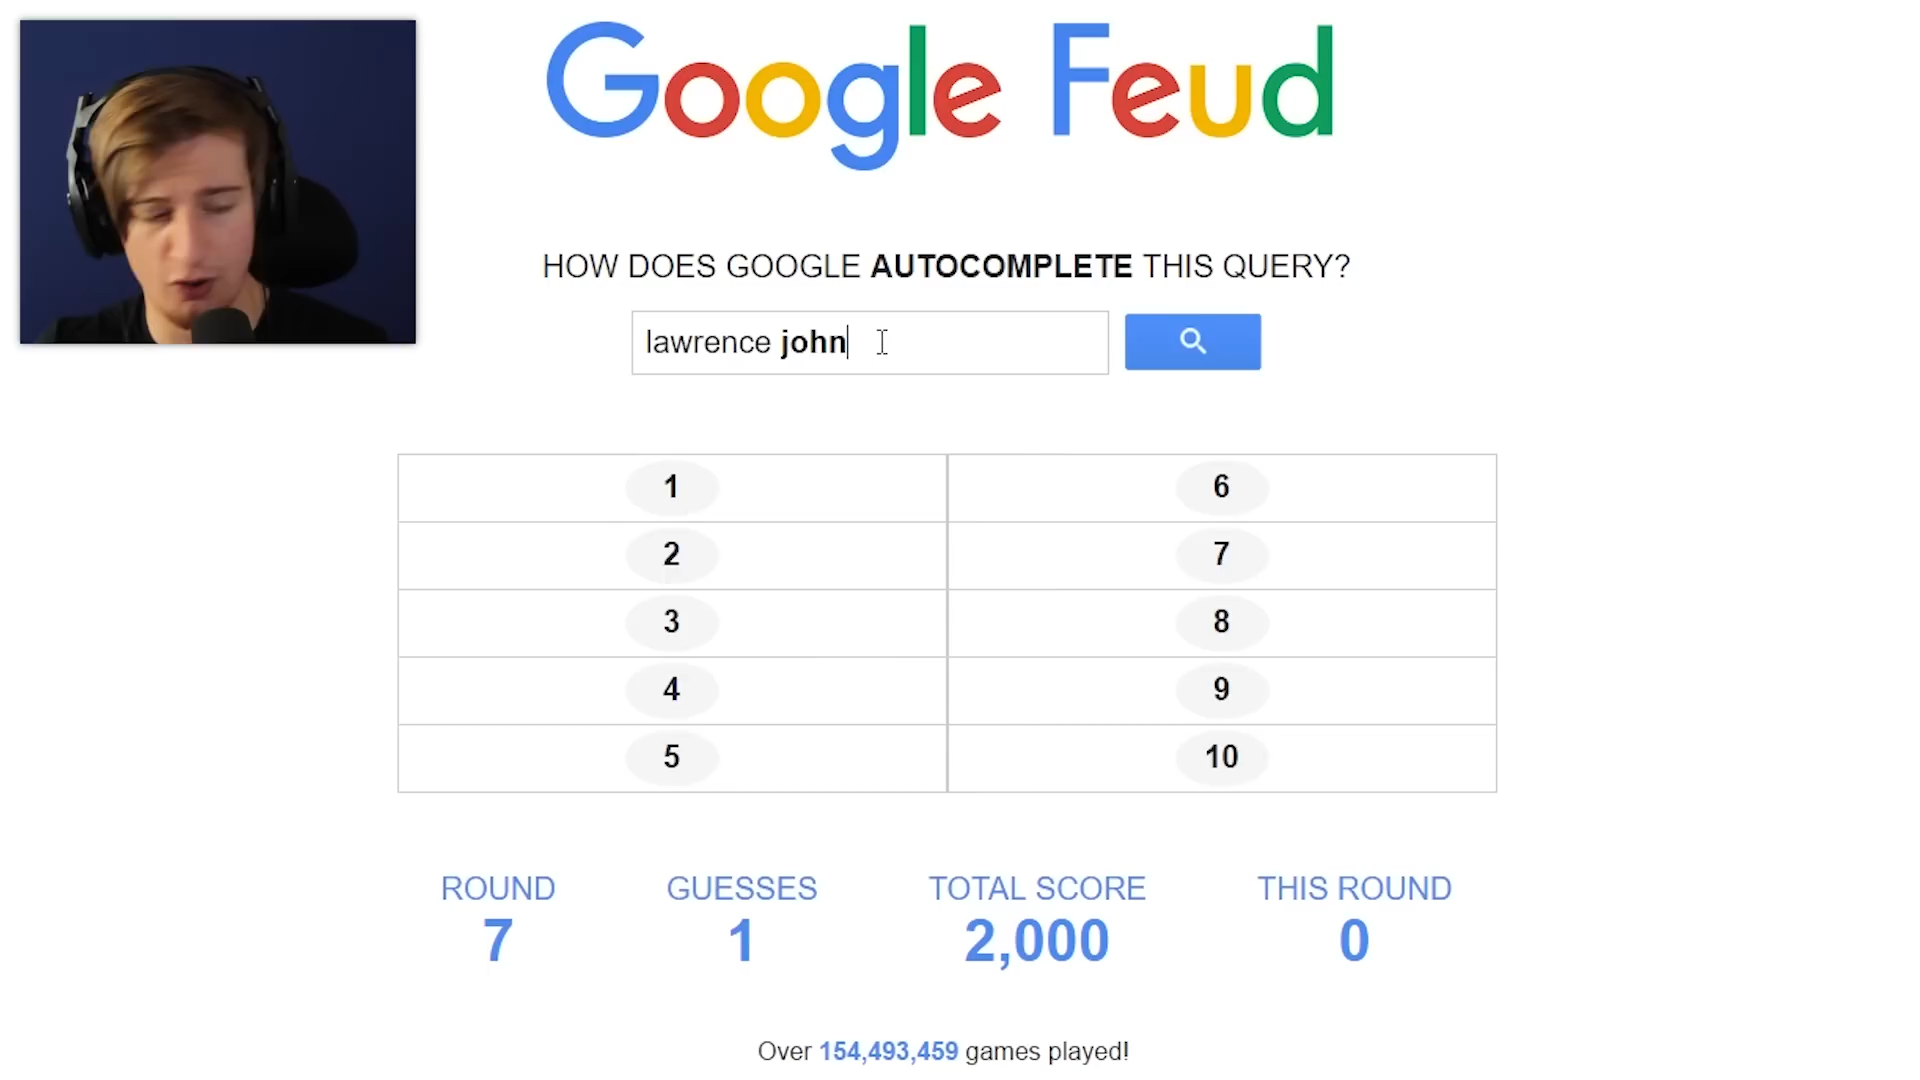 Google Feud
HOW DOES GOOGLE AUTOCOMPLETE THIS QUERY?
lawrence john
1
2
3
4
5
6
7
8
9
10
ROUND
7
GUESSES
1
TOTAL SCORE
2,000
THIS ROUND
0
Over 154,493,459 games played!